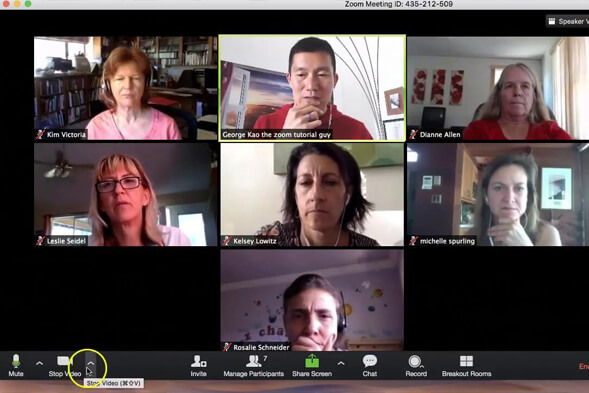 Zoom Meeting ID: 435-212-509
Speaker V
Kim Victoria
George Kao the zoom tutorial guy
Dianne Allen
Leslie Seidel
Kelsey Lowitz
michelle spurling
Rosalie Schneider
7
Mute
Stop Video
Invite
Manage Participants
Share Screen
Chat
Record
Breakout Rooms
En
Stop Video (⌘⇧V)